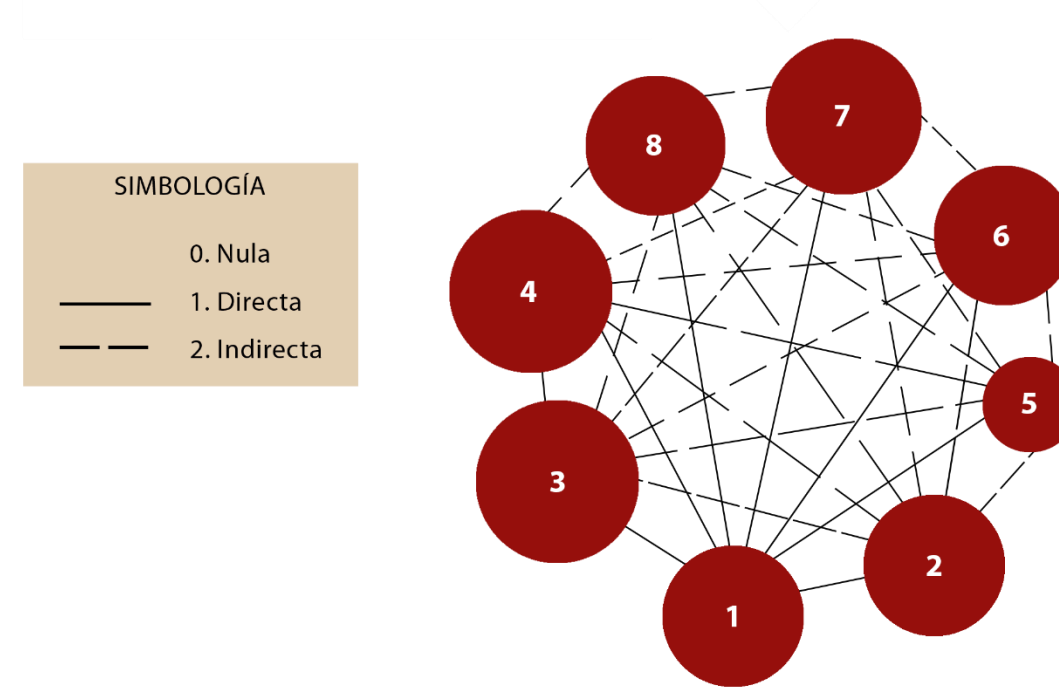 SIMBOLOGÍA
0. Nula
1. Directa
2. Indirecta
7
8
6
4
5
3
2
1